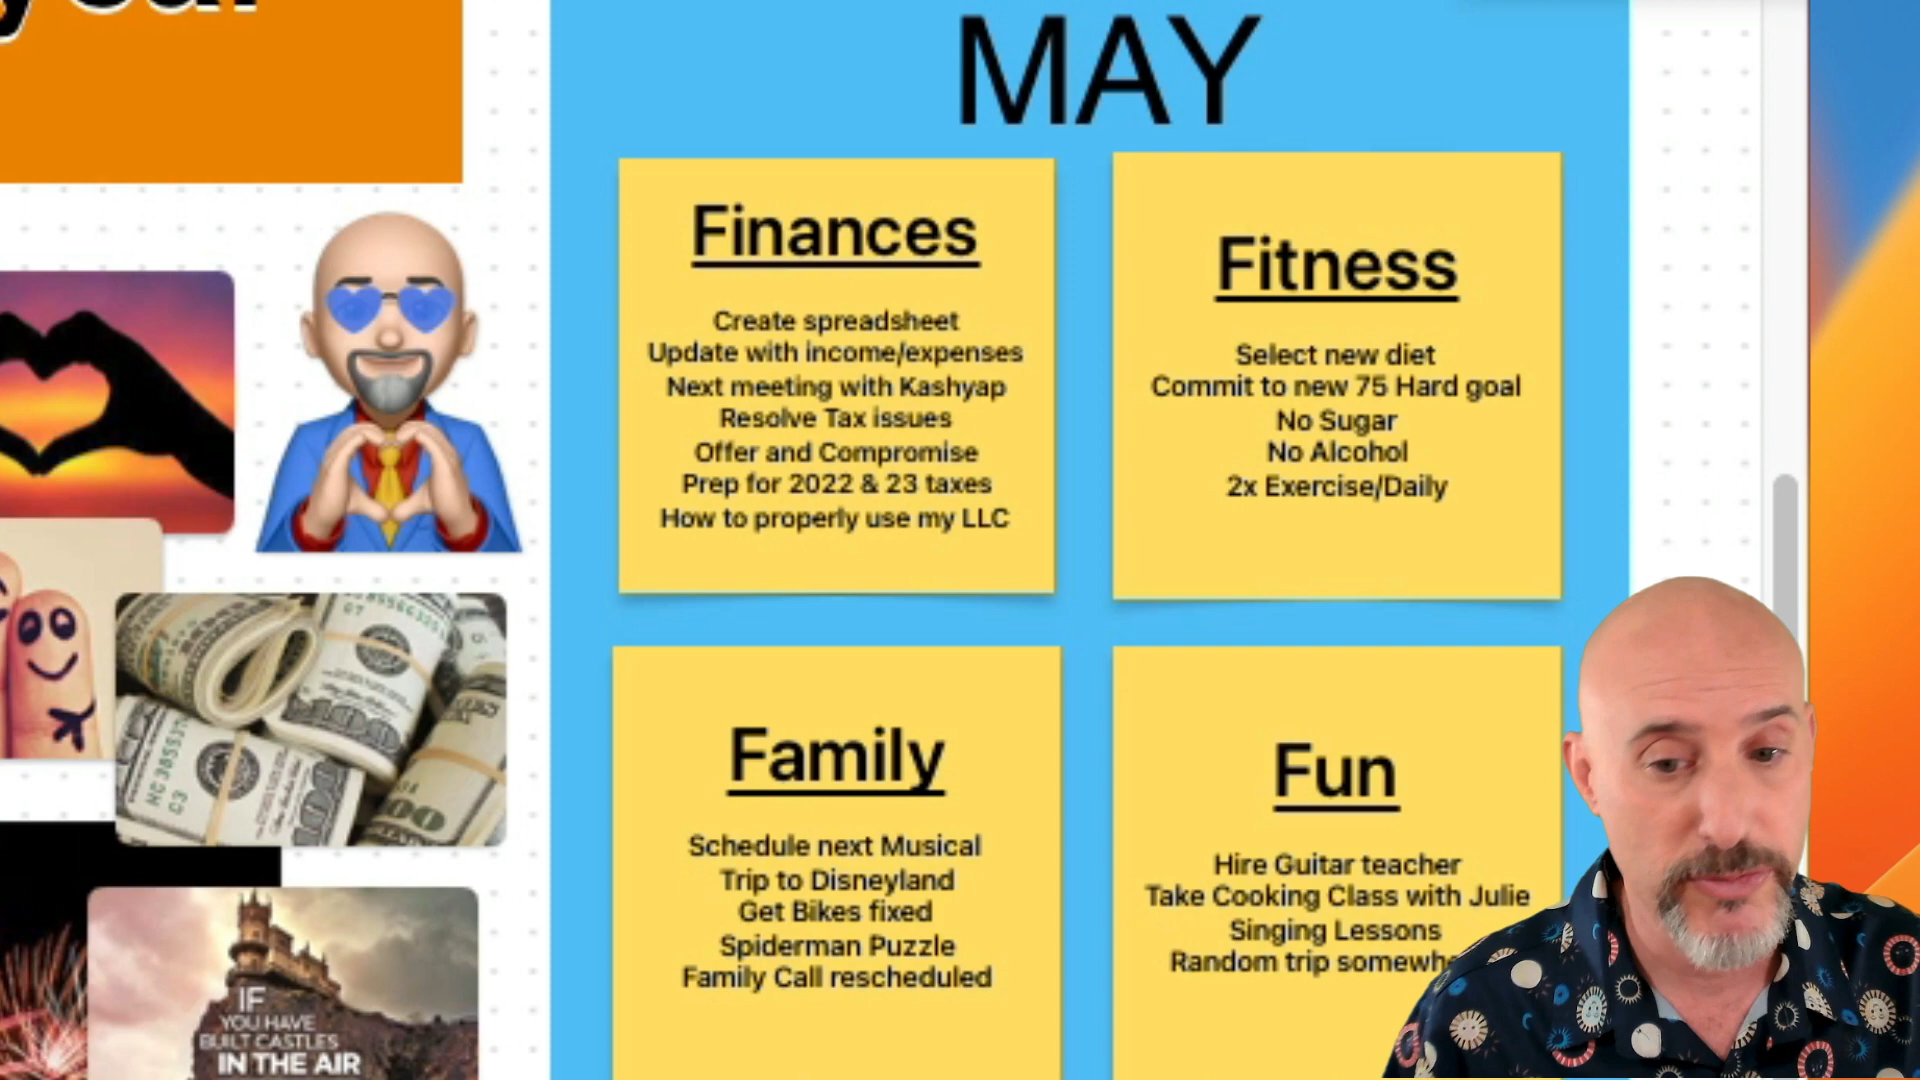 MAY
Finances
Create spreadsheet
Update with income/expenses
Next meeting with Kashyap
Resolve Tax issues
Offer and Compromise
Prep for 2022 & 23 taxes
How to properly use my LLC
Fitness
Select new diet
Commit to new 75 Hard goal
No Sugar
No Alcohol
2x Exercise/Daily
Family
Schedule next Musical
Trip to Disneyland
Get Bikes fixed
Spiderman Puzzle
Family Call rescheduled
Fun
Hire Guitar teacher
Take Cooking Class with Julie
Singing Lessons
Random trip
IF
YOU HAVE
BUILT CASTLES
IN THE AIR